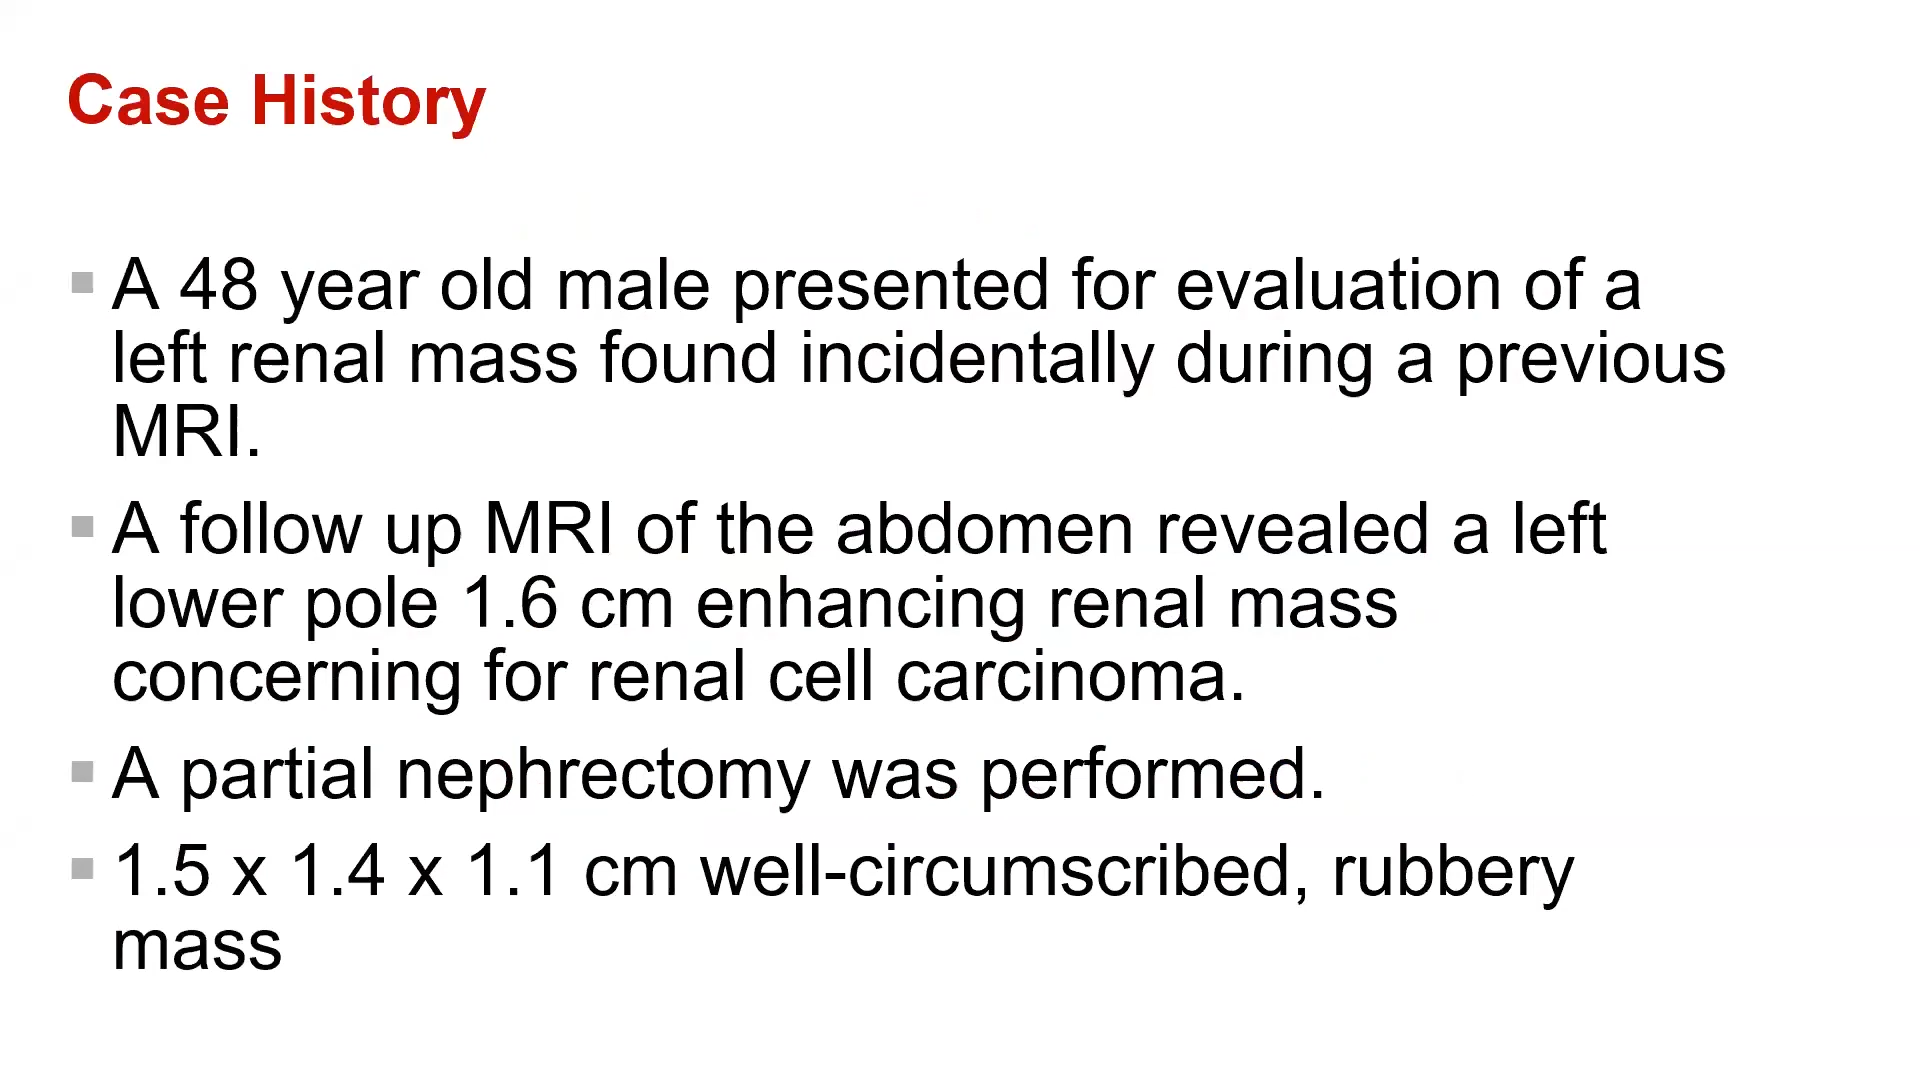 Case History
A 48 year old male presented for evaluation of a
left renal mass found incidentally during a previous
MRI.
A follow up MRI of the abdomen revealed a left
lower pole 1.6 cm enhancing renal mass
concerning for renal cell carcinoma.
A partial nephrectomy was performed.
1.5 x 1.4 x 1.1 cm well-circumscribed, rubbery
mass